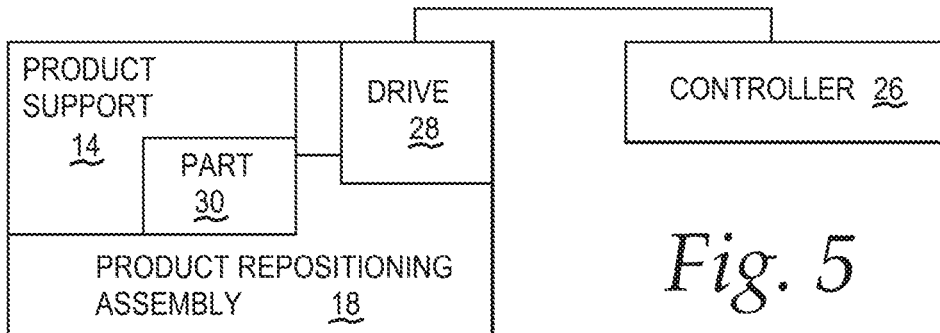 PRODUCT
SUPPORT
14
PART
30
DRIVE
28
CONTROLLER 26
PRODUCT REPOSITIONING
ASSEMBLY 18
Fig. 5